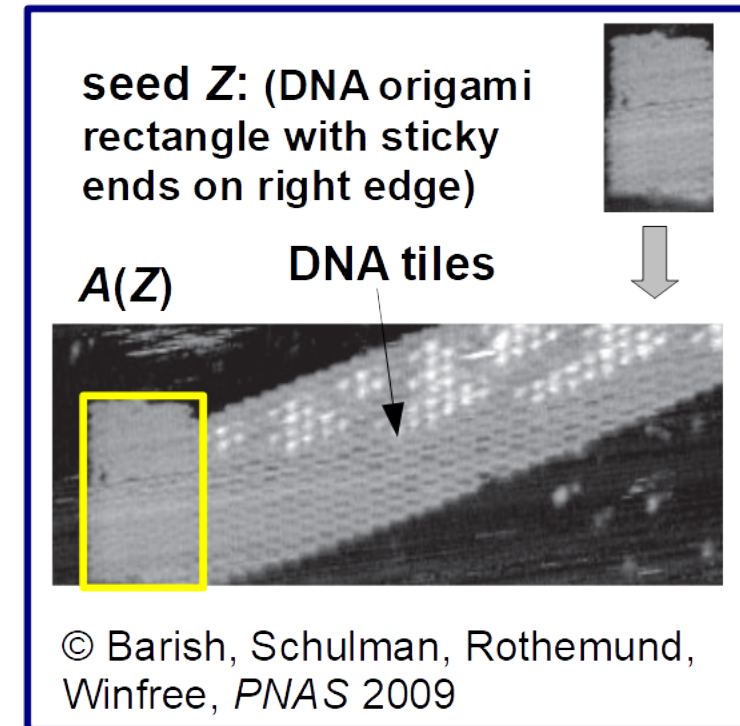 seed Z: (DNA origami
rectangle with sticky
ends on right edge)
DNA tiles
A(Z)
© Barish, Schulman, Rothemund,
Winfree, PNAS 2009